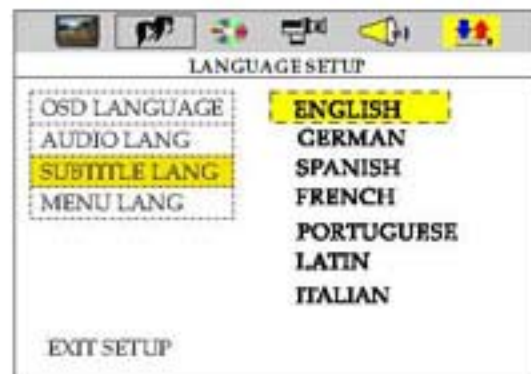 LANGUAGE SETUP
OSD LANGUAGE
AUDIO LANG
SUBTITLE LANG
MENU LANG
ENGLISH
GERMAN
SPANISH
FRENCH
PORTUGUESE
LATIN
ITALIAN
EXIT SETUP